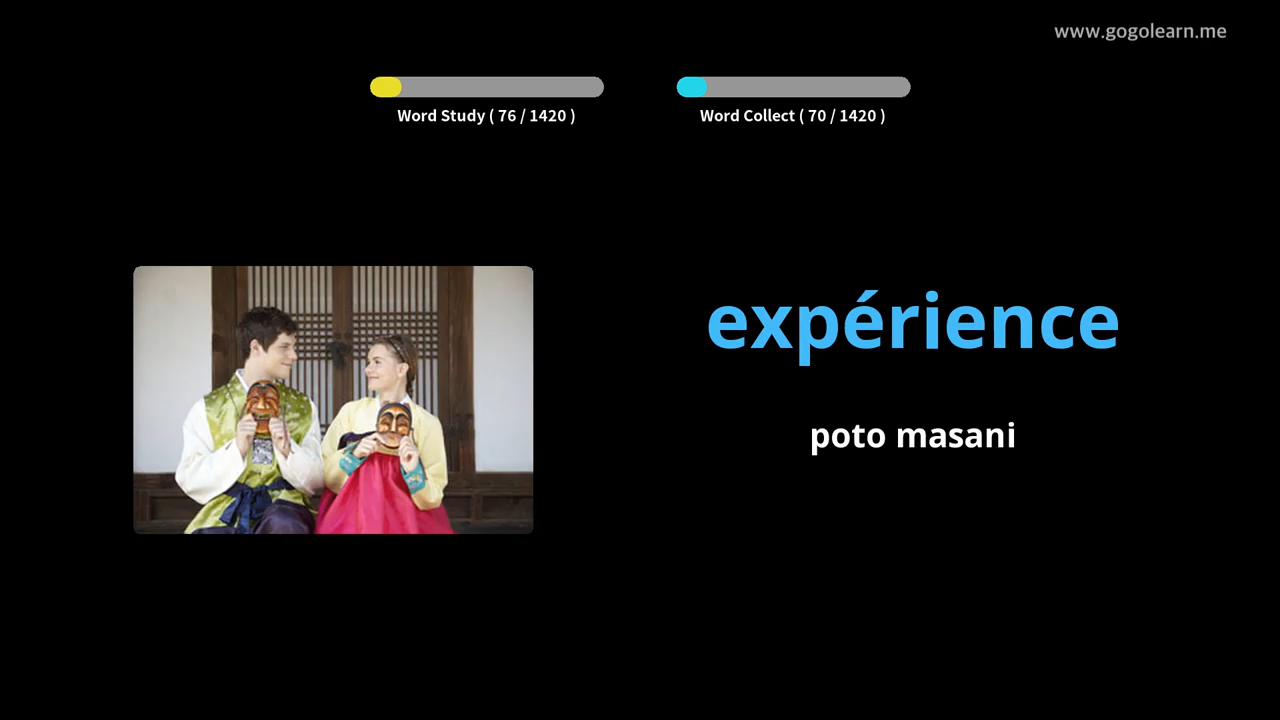 www.gogolearn.me
Word Study ( 76 / 1420 )
Word Collect ( 70 / 1420 )
expérience
poto masani